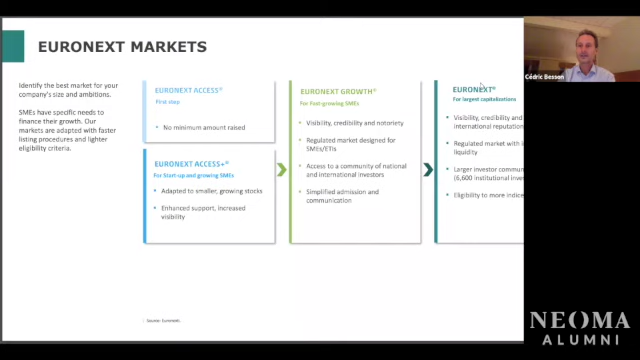 EURONEXT MARKETS
Identify the best market for your
company's size and ambitions.
SMEs have specific needs to
finance their growth. Our
markets are adapted with faster
listing procedures and lighter
eligibility criteria.
EURONEXT ACCESS®
First step
No minimum amount raised
EURONEXT ACCESS+®
For Start-up and growing SMEs
Adapted to smaller, growing stocks
Enhanced support, increased
visibility
EURONEXT GROWTH®
For Fast-growing SMEs
Visibility, credibility and notoriety
Regulated market designed for
SMEs/ETIs
Access to a community of national
and international investors
Simplified admission and
communication
EURONEXT®
For largest capitalizations
Visibility, credibility and
international reputation
Regulated market with
liquidity
Larger investor
(6,600 institutional
Eligibility to more
Source: Euronext.
Cédric Besson
NEOMA
ALUMNI